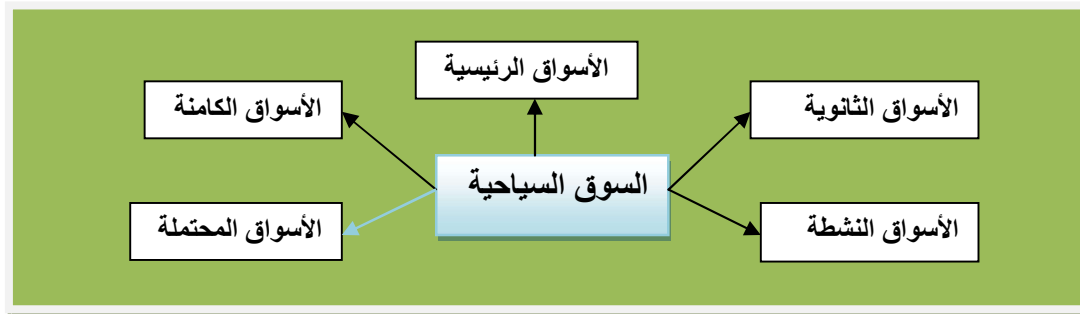 الأسواق الرئيسية
الأسواق الثانوية
الأسواق الكامنة
السوق السياحية
الأسواق النشطة
الأسواق المحتملة